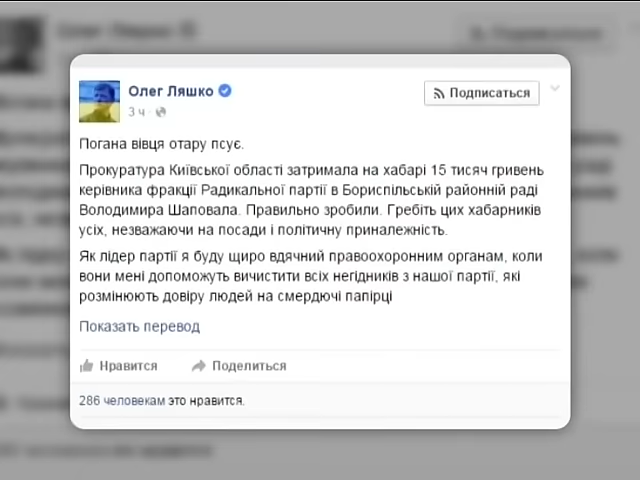 Олег Ляшко
3 ч ·
Подписаться
Погана вівця отару псує.
Прокуратура Київської області затримала на хабарі 15 тисяч гривень
керівника фракції Радикальної партії в Бориспільській районній раді
Володимира Шаповала. Правильно зробили. Гребіть цих хабарників
усіх, незважаючи на посади і політичну приналежність.
Як лідер партії я буду щиро вдячний правоохоронним органам, коли
вони мені допоможуть вичистити всіх негідників з нашої партії, які
розмінюють довіру людей на смердючі папірці
Показать перевод
Нравится Поделиться
286 человекам это нравится.